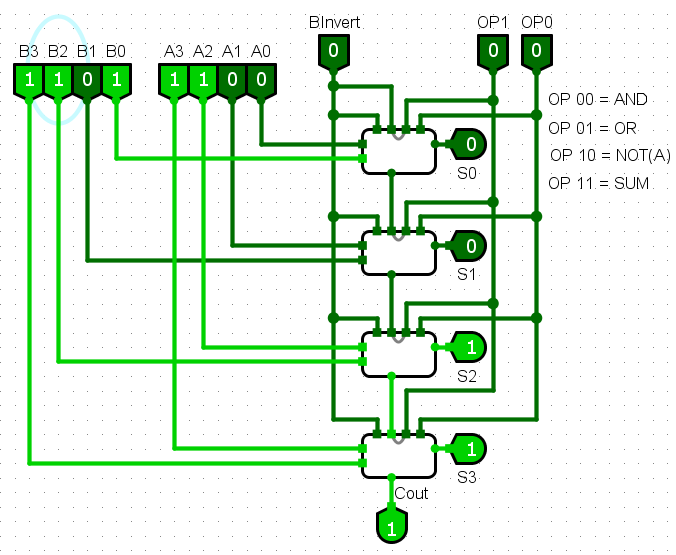 BInvert OP1 OP0
0 0 0
B3 B2 B1 B0 A3 A2 A1 A0
1 1 0 1 1 1 0 0
OP 00 = AND
OP 01 = OR
OP 10 = NOT(A)
OP 11 = SUM
0
S0
0
S1
1
S2
1
S3
Cout
1